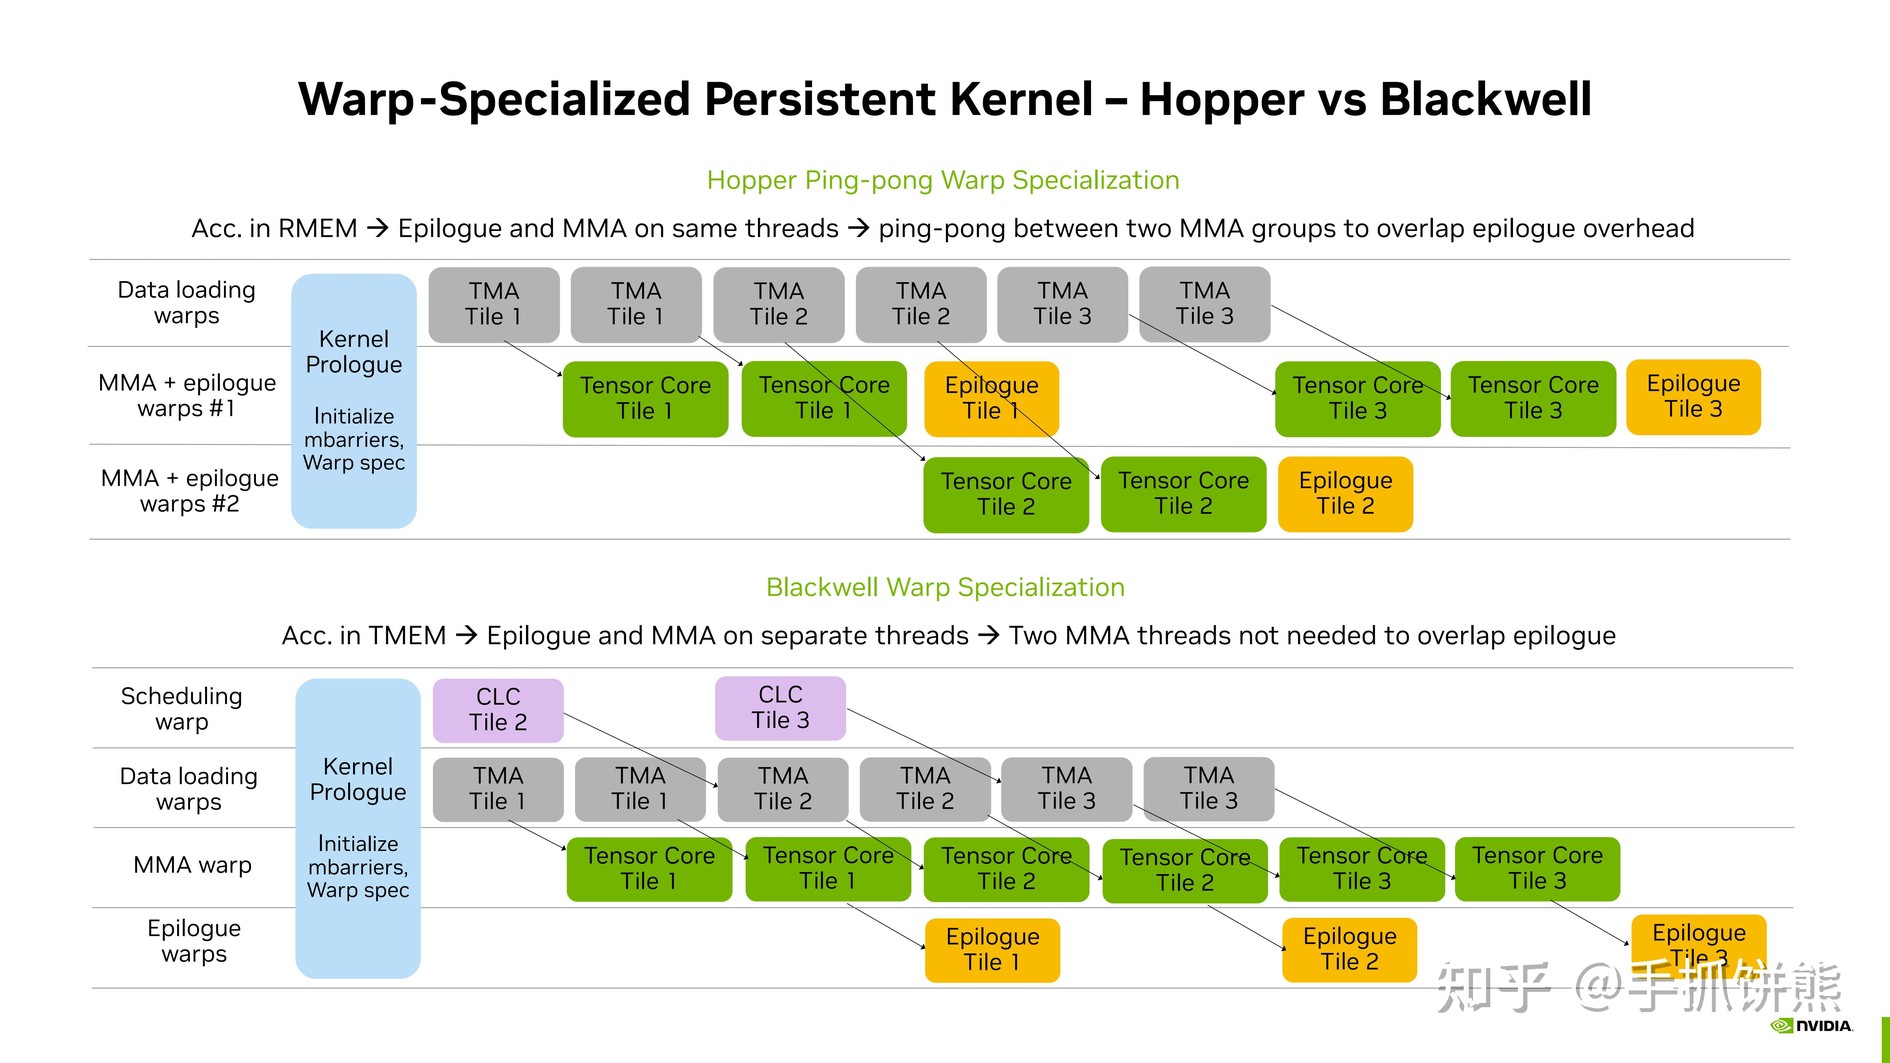 Warp-Specialized Persistent Kernel – Hopper vs Blackwell
Hopper Ping-pong Warp Specialization
Acc. in RMEM → Epilogue and MMA on same threads → ping-pong between two MMA groups to overlap epilogue overhead
Data loading
warps
Kernel
Prologue
Initialize
mbarriers,
Warp spec
TMA
Tile 1
TMA
Tile 1
TMA
Tile 2
TMA
Tile 2
TMA
Tile 3
TMA
Tile 3
MMA + epilogue
warps #1
Tensor Core
Tile 1
Tensor Core
Tile 1
Epilogue
Tile 1
Tensor Core
Tile 3
Tensor Core
Tile 3
Epilogue
Tile 3
MMA + epilogue
warps #2
Tensor Core
Tile 2
Tensor Core
Tile 2
Epilogue
Tile 2
Blackwell Warp Specialization
Acc. in TMEM → Epilogue and MMA on separate threads → Two MMA threads not needed to overlap epilogue
Scheduling
warp
Kernel
Prologue
Initialize
mbarriers,
Warp spec
CLC
Tile 2
CLC
Tile 3
Data loading
warps
TMA
Tile 1
TMA
Tile 1
TMA
Tile 2
TMA
Tile 2
TMA
Tile 3
TMA
Tile 3
MMA warp
Tensor Core
Tile 1
Tensor Core
Tile 1
Tensor Core
Tile 2
Tensor Core
Tile 2
Tensor Core
Tile 3
Tensor Core
Tile 3
Epilogue
warps
Epilogue
Tile 1
Epilogue
Tile 2
Epilogue
Tile 3
知乎 @手抓饼熊
NVIDIA